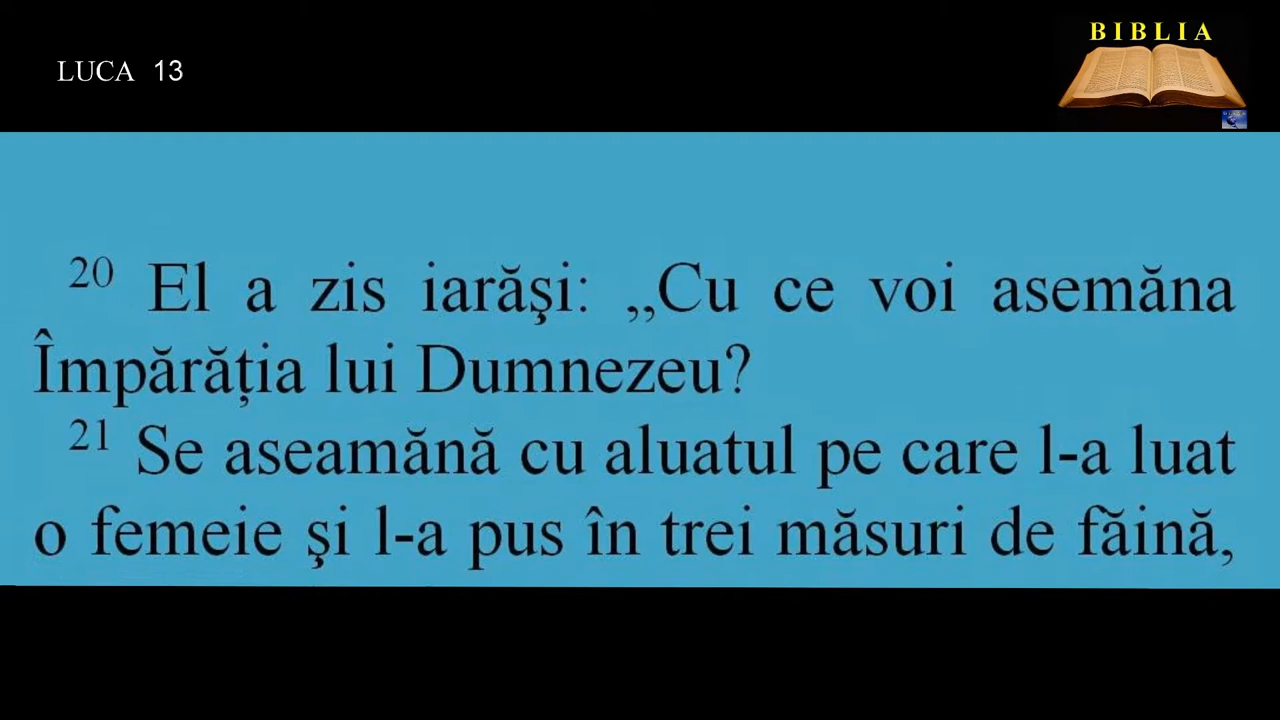 BIBLIA
LUCA 13
20 El a zis iarăşi: „Cu ce voi asemăna
Împărăţia lui Dumnezeu?
21 Se aseamănă cu aluatul pe care l-a luat
o femeie şi l-a pus în trei măsuri de făină,